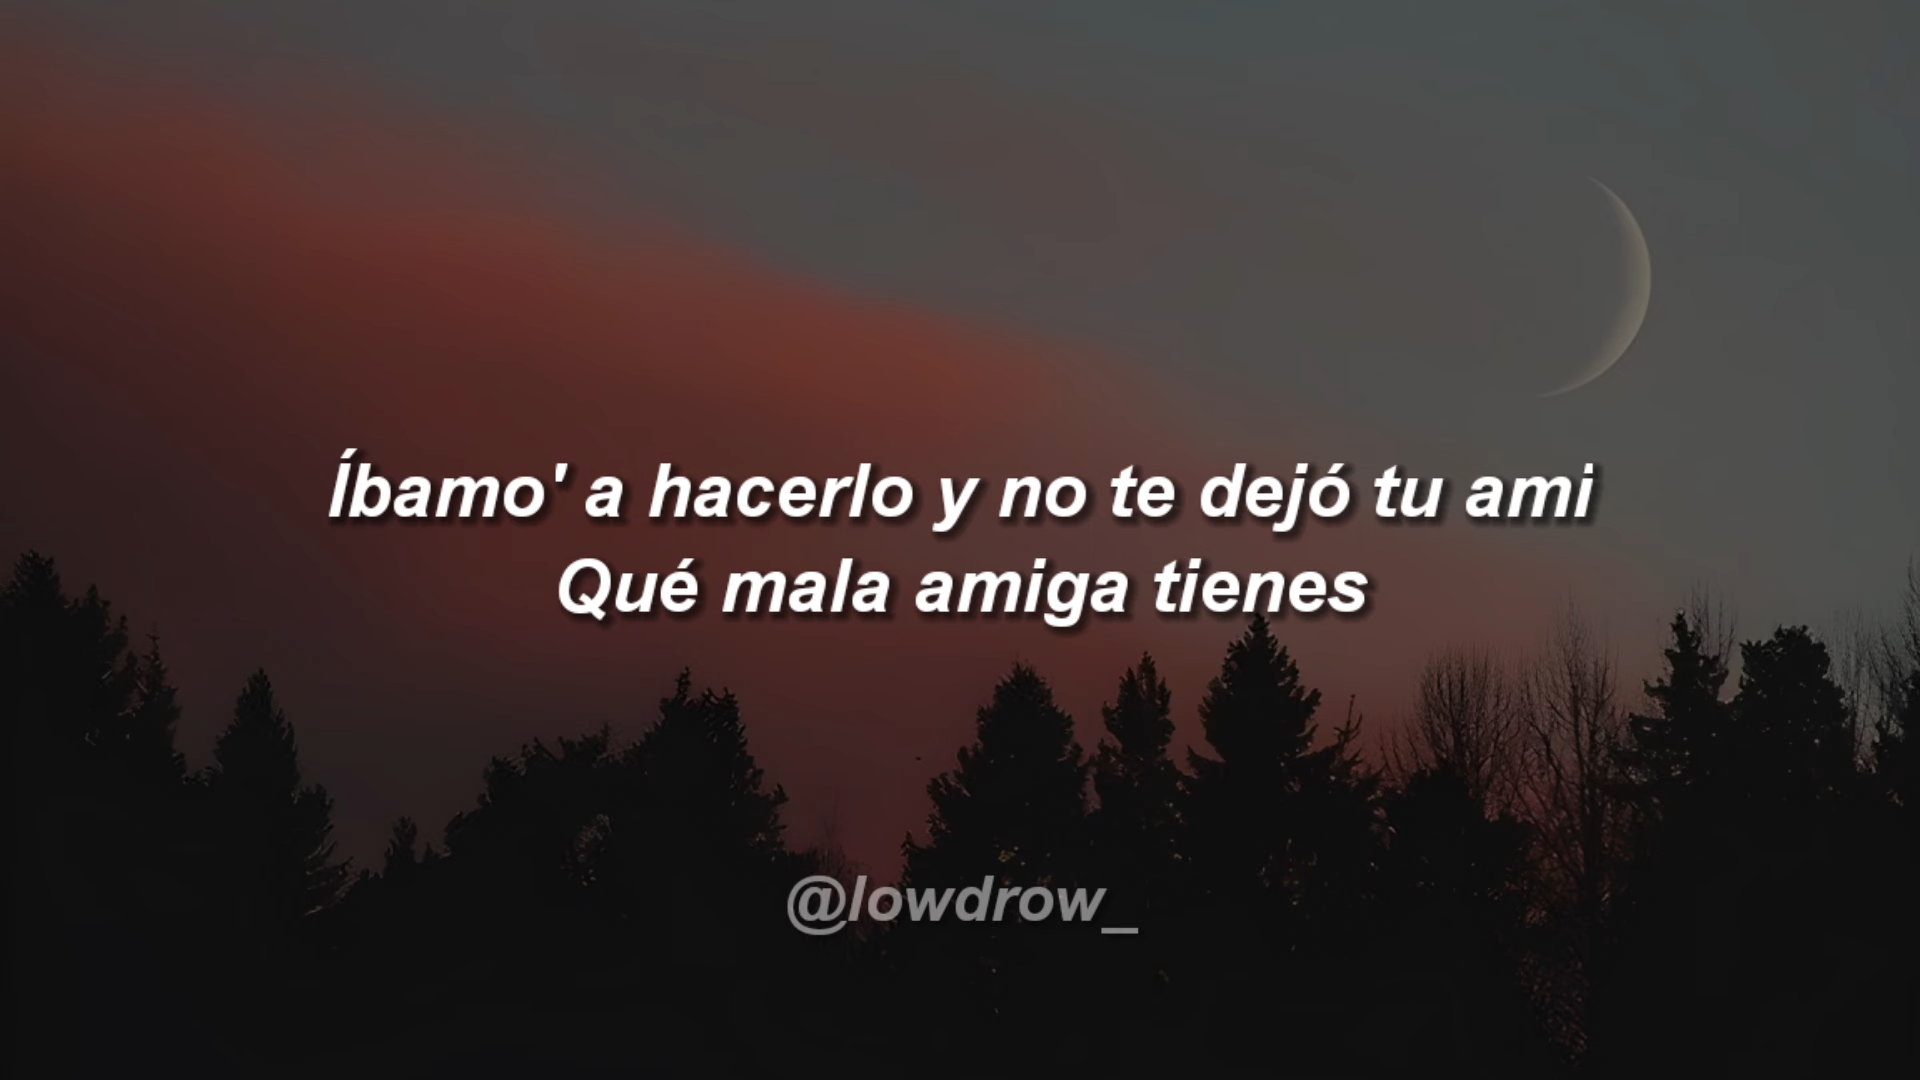 Íbamo' a hacerlo y no te dejó tu ami
Qué mala amiga tienes
@lowdrow_